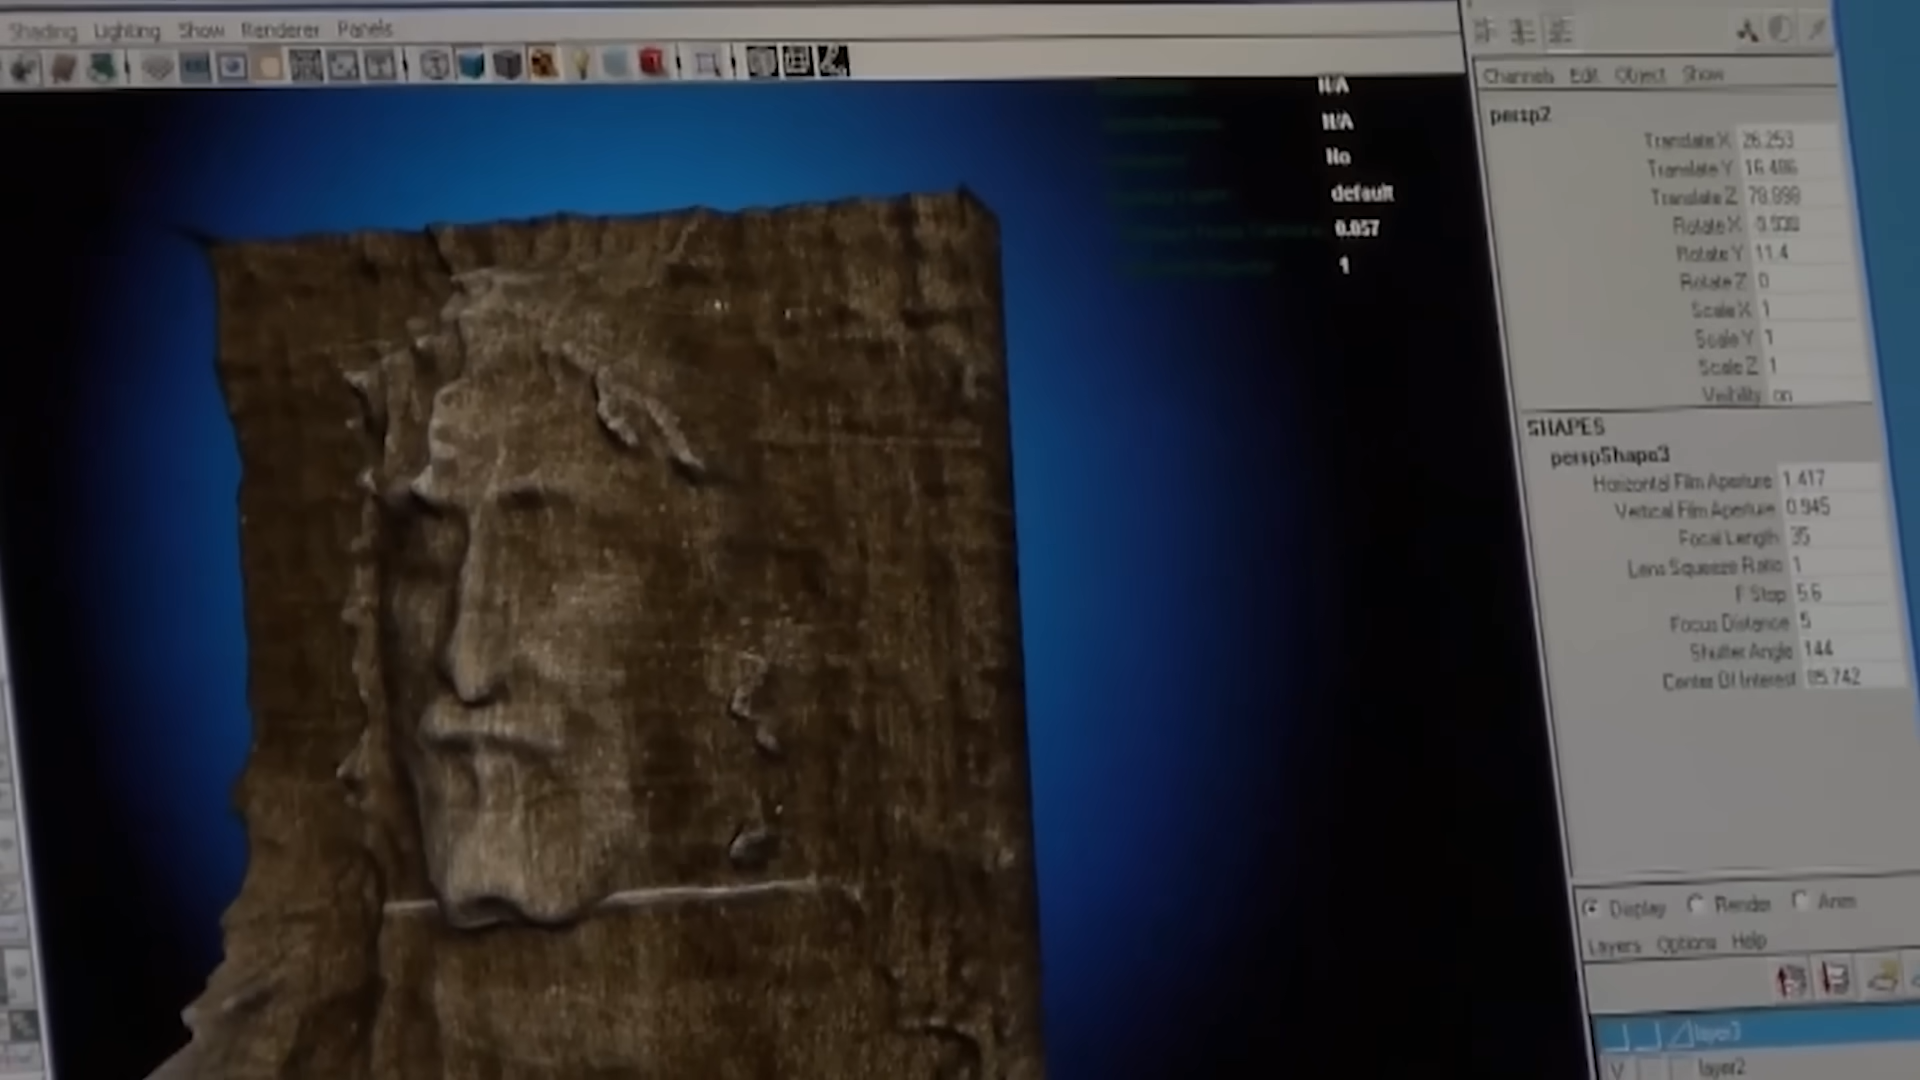 Shading Lighting Show Renderer Panels
N/A
N/A
No
default
0.057
1
Channels Edit Object Show
persp2
Translate X 26.253
Translate Y 16.486
Translate Z 78.898
Rotate X
Rotate Y 11.4
Rotate Z 0
Scale X 1
Scale Y 1
Scale Z 1
Visibility on
SHAPES
perspShape3
Horizontal Film Aperture 1.417
Vertical Film Aperture 0.945
Focal Length 35
Lens Squeeze Ratio 1
F Stop 5.6
Focus Distance 5
Shutter Angle 144
Center Of Interest 85.742
Display Render Anim
Layers Options Help
layer3
V layer2